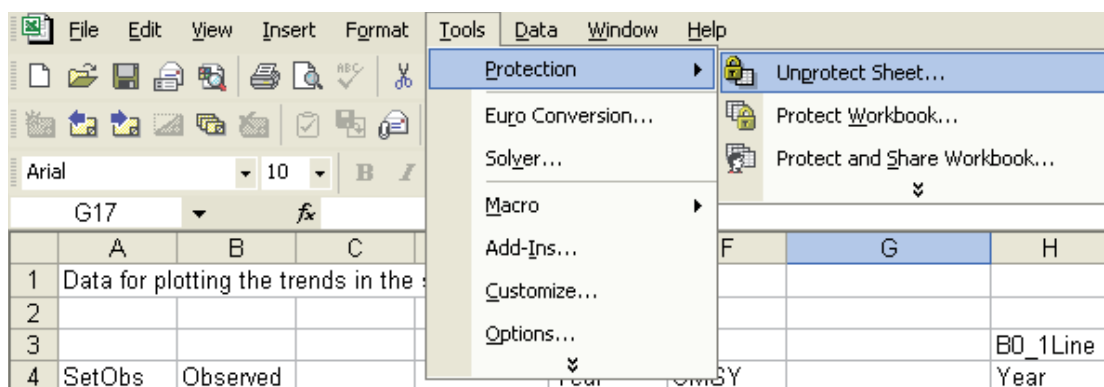 File Edit View Insert Format Tools Data Window Help
Protection Unprotect Sheet...
ABC
Euro Conversion... Protect Workbook...
Solver... Protect and Share Workbook...
Arial 10 B I
G17 fx
Macro
A B C F G H
Add-Ins...
1 Data for plotting the trends in the
2 Customize...
3 Options... B0_1Line
4 SetObs Observed Year